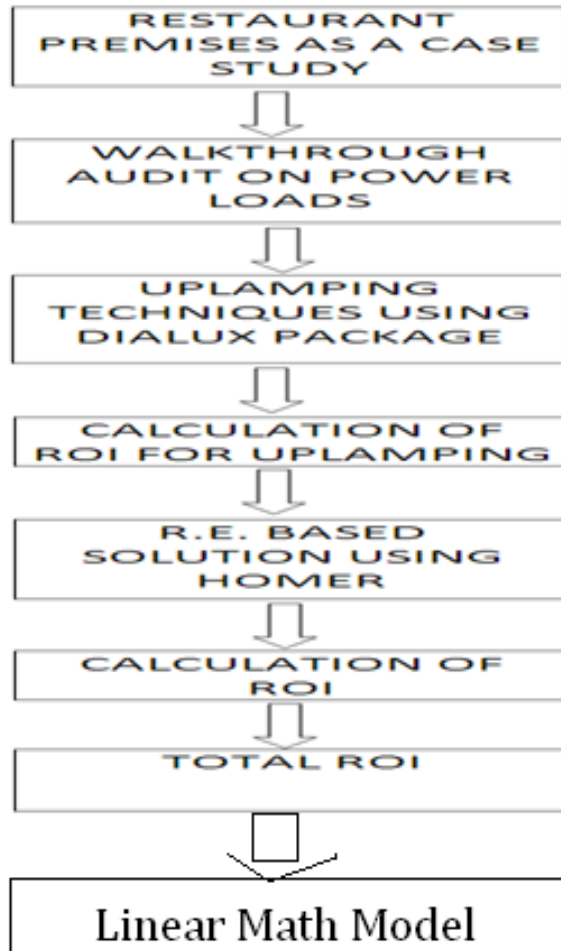 RESTAURANT
PREMISES AS A CASE
STUDY
WALKTHROUGH
AUDIT ON POWER
LOADS
UPLAMPING
TECHNIQUES USING
DIALUX PACKAGE
CALCULATION OF
ROI FOR UPLAMPING
R.E. BASED
SOLUTION USING
HOMER
CALCULATION OF
ROI
TOTAL ROI
Linear Math Model